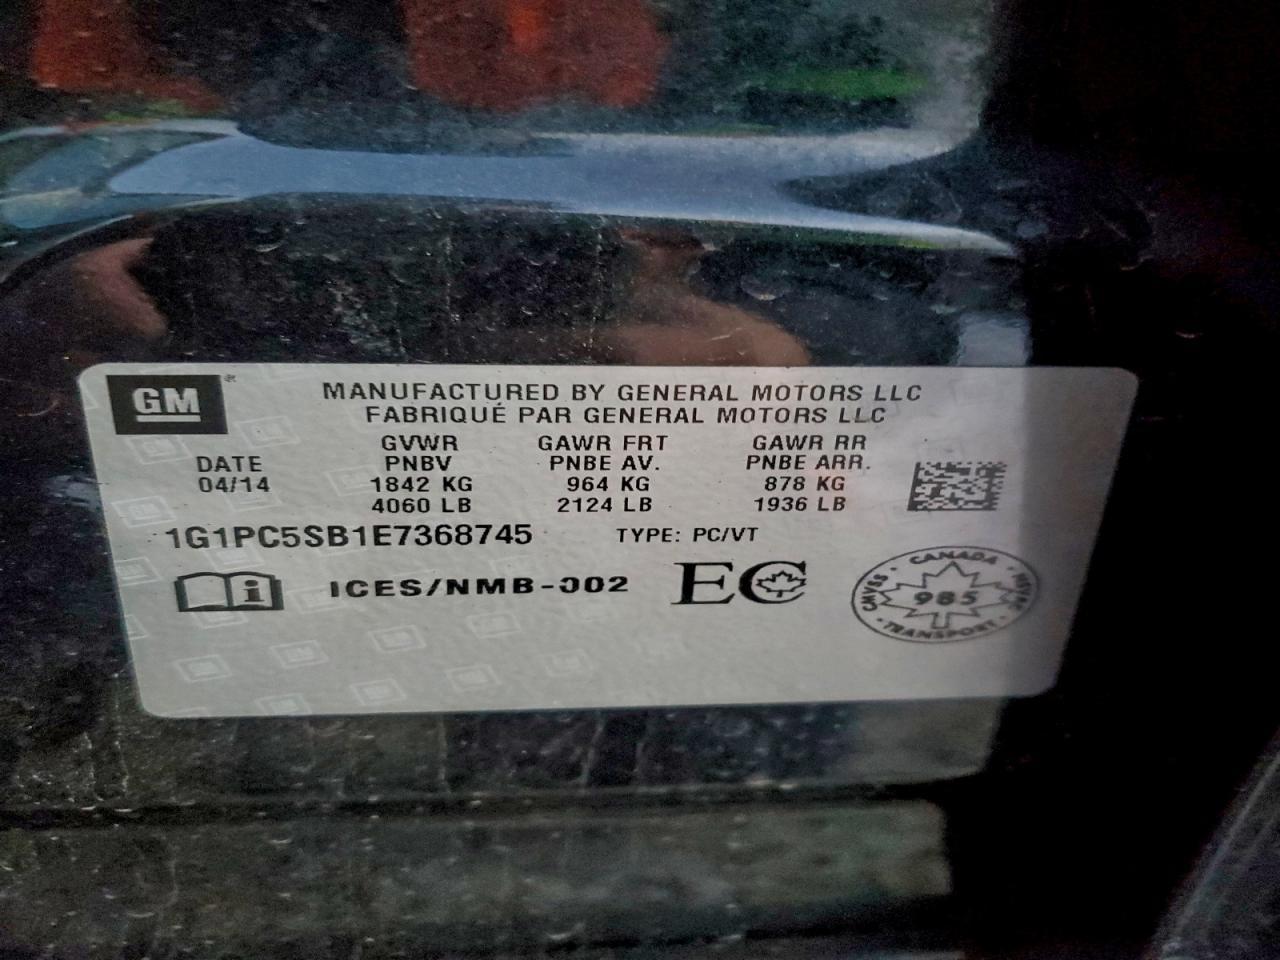 GM
MANUFACTURED BY GENERAL MOTORS LLC
FABRIQUÉ PAR GENERAL MOTORS LLC
DATE
04/14
GVWR
PNBV
1842 KG
4060 LB
GAWR FRT
PNBE AV.
964 KG
2124 LB
GAWR RR
PNBE ARR.
878 KG
1936 LB
1G1PC5SB1E7368745 TYPE: PC/VT
i ICES/NMB-002 EC
CANADA
CMVSS 985 NSVAC
TRANSPORT